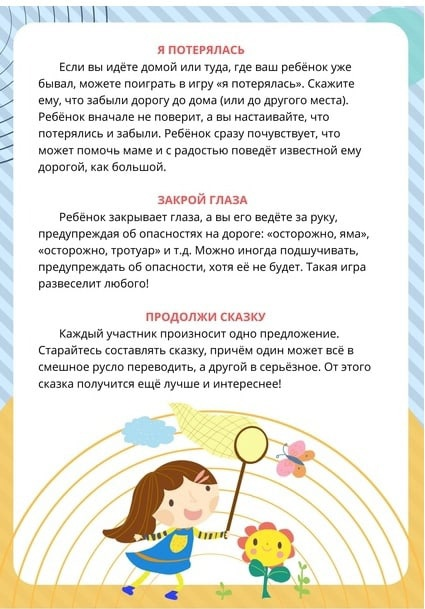 Я ПОТЕРЯЛАСЬ
Если вы идёте домой или туда, где ваш ребёнок уже
бывал, можете поиграть в игру «я потерялась». Скажите
ему, что забыли дорогу до дома (или до другого места).
Ребёнок вначале не поверит, а вы настаивайте, что
потерялись и забыли. Ребёнок сразу почувствует, что
может помочь маме и с радостью поведёт известной ему
дорогой, как большой.
ЗАКРОЙ ГЛАЗА
Ребёнок закрывает глаза, а вы его ведёте за руку,
предупреждая об опасностях на дороге: «осторожно, яма»,
«осторожно, тротуар» и т.д. Можно иногда подшучивать,
предупреждать об опасности, хотя её не будет. Такая игра
развеселит любого!
ПРОДОЛЖИ СКАЗКУ
Каждый участник произносит одно предложение.
Старайтесь составлять сказку, причём один может всё в
смешное русло переводить, а другой в серьёзное. От этого
сказка получится ещё лучше и интереснее!